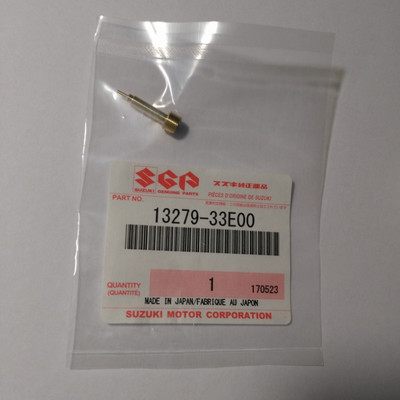 SGP スズキ純正部品
SUZUKI GENUINE PARTS PIÈCES D'ORIGINE DE SUZUKI
PART NO.
13279-33E00
QUANTITY
(QUANTITÉ)
1
170523
MADE IN JAPAN/FABRIQUE AU JAPON
SUZUKI MOTOR CORPORATION